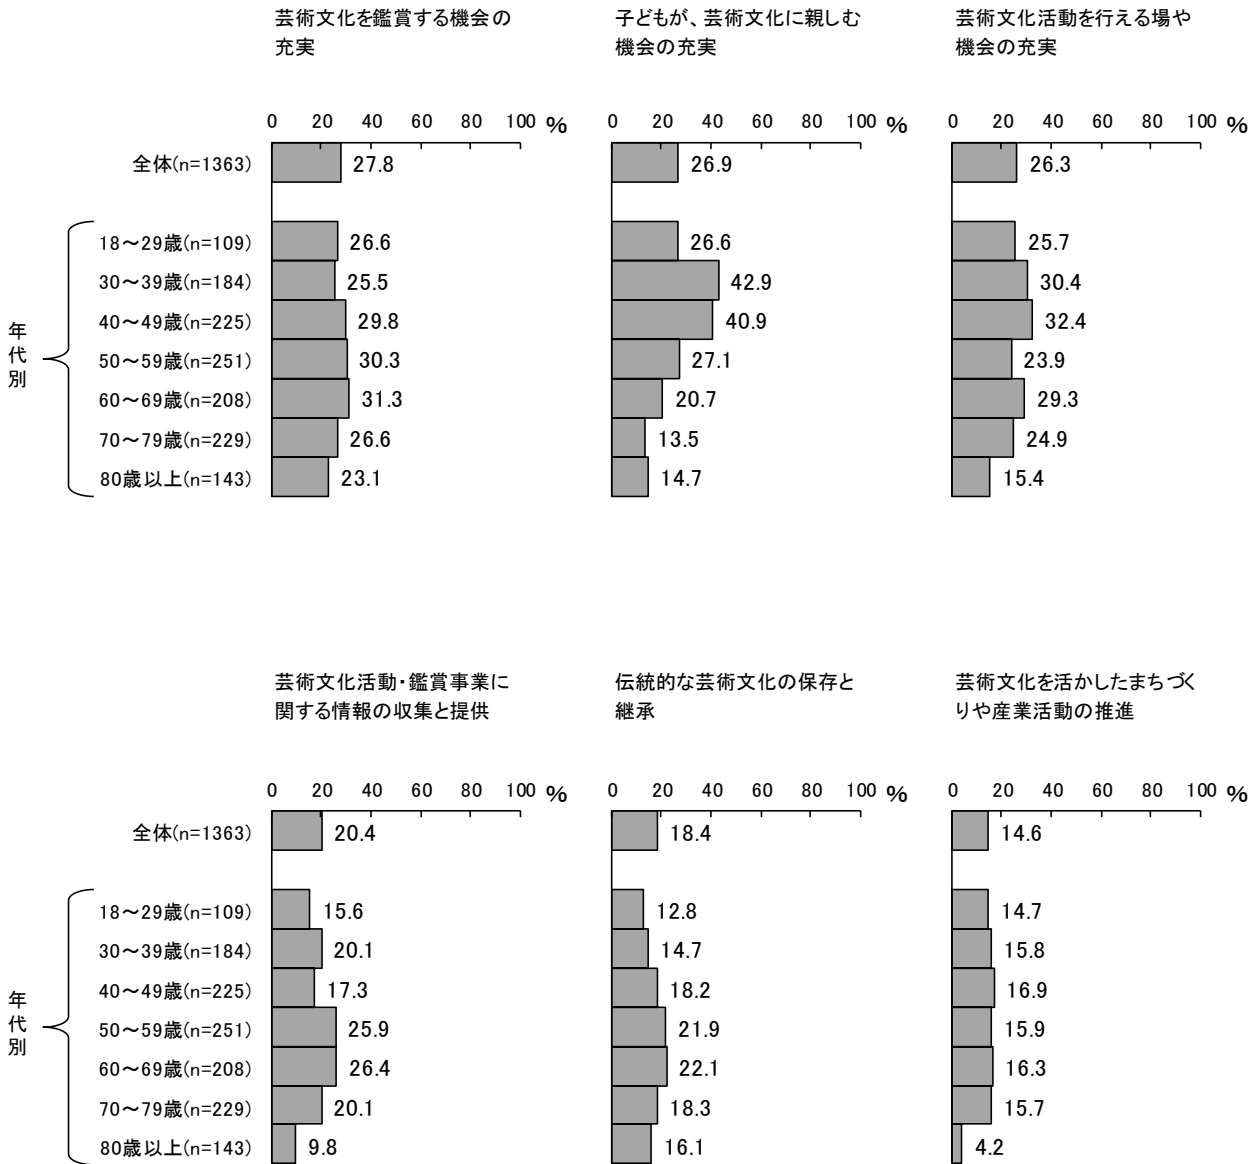 芸術文化を鑑賞する機会の
充実
子どもが、芸術文化に親しむ
機会の充実
芸術文化活動を行える場や
機会の充実
0 20 40 60 80 100 %
0 20 40 60 80 100 %
0 20 40 60 80 100 %
全体(n=1363) 27.8 26.9 26.3
年代別
18～29歳(n=109) 26.6 26.6 25.7
30～39歳(n=184) 25.5 42.9 30.4
40～49歳(n=225) 29.8 40.9 32.4
50～59歳(n=251) 30.3 27.1 23.9
60～69歳(n=208) 31.3 20.7 29.3
70～79歳(n=229) 26.6 13.5 24.9
80歳以上(n=143) 23.1 14.7 15.4
芸術文化活動・鑑賞事業に
関する情報の収集と提供
伝統的な芸術文化の保存と
継承
芸術文化を活かしたまちづく
りや産業活動の推進
0 20 40 60 80 100 %
0 20 40 60 80 100 %
0 20 40 60 80 100 %
全体(n=1363) 20.4 18.4 14.6
年代別
18～29歳(n=109) 15.6 12.8 14.7
30～39歳(n=184) 20.1 14.7 15.8
40～49歳(n=225) 17.3 18.2 16.9
50～59歳(n=251) 25.9 21.9 15.9
60～69歳(n=208) 26.4 22.1 16.3
70～79歳(n=229) 20.1 18.3 15.7
80歳以上(n=143) 9.8 16.1 4.2